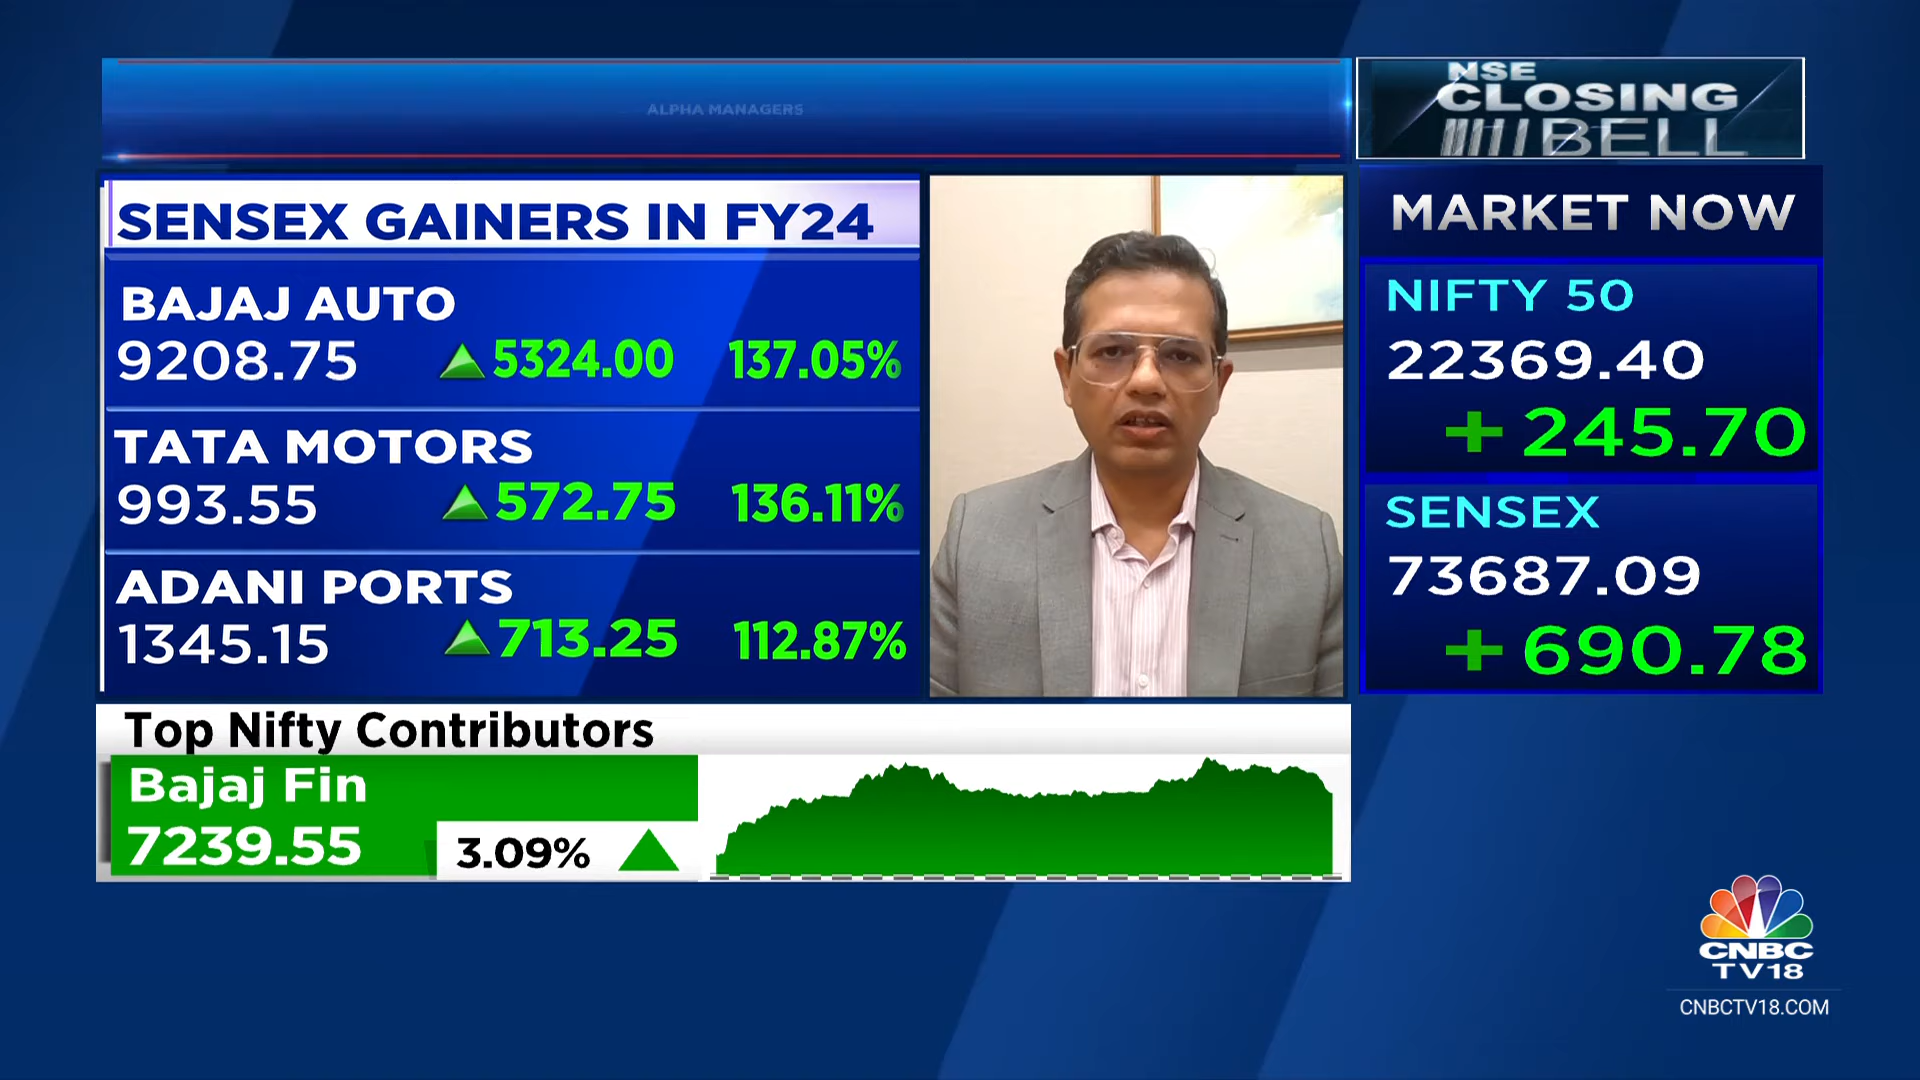 ALPHA MANAGERS
NSE
CLOSING
BELL
SENSEX GAINERS IN FY24
BAJAJ AUTO
9208.75 5324.00 137.05%
TATA MOTORS
993.55 572.75 136.11%
ADANI PORTS
1345.15 713.25 112.87%
MARKET NOW
NIFTY 50
22369.40
+ 245.70
SENSEX
73687.09
+ 690.78
Top Nifty Contributors
Bajaj Fin
7239.55
3.09%
CNBC
TV18
CNBCTV18.COM